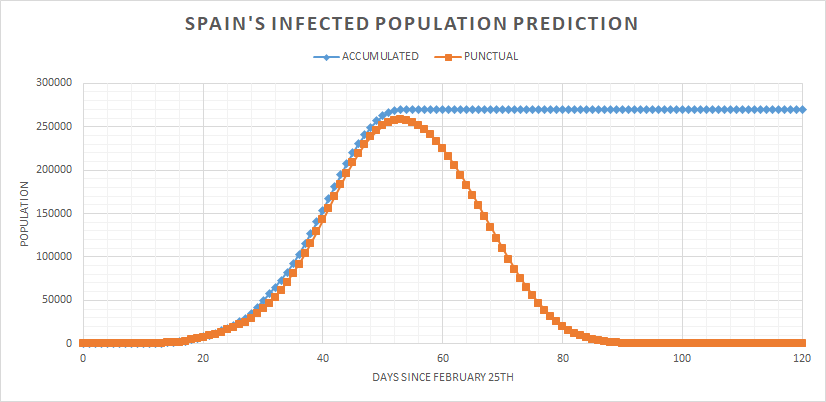 SPAIN'S INFECTED POPULATION PREDICTION
ACCUMULATED PUNCTUAL
300000
250000
200000
150000
100000
50000
0
POPULATION
0 20 40 60 80 100 120
DAYS SINCE FEBRUARY 25TH